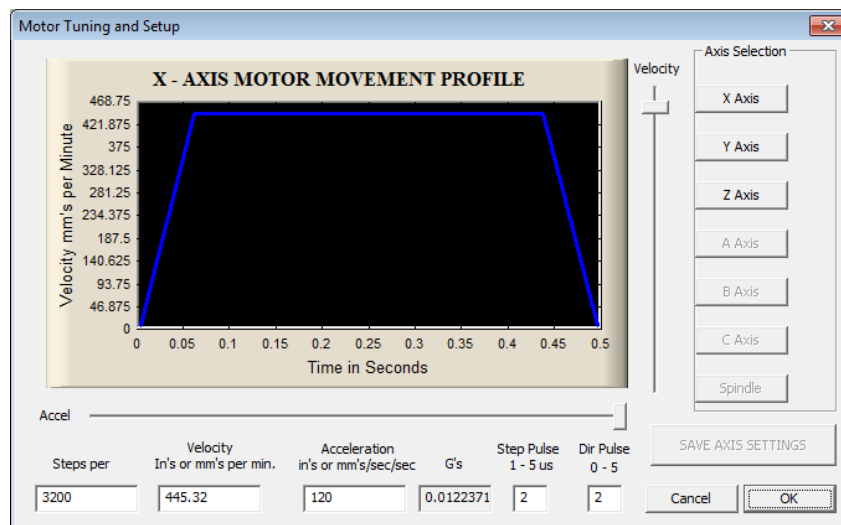 Motor Tuning and Setup
X - AXIS MOTOR MOVEMENT PROFILE
Velocity mm's per Minute
468.75
421.875
375
328.125
281.25
234.375
187.5
140.625
93.75
46.875
0
0 0.05 0.1 0.15 0.2 0.25 0.3 0.35 0.4 0.45 0.5
Time in Seconds
Velocity
Axis Selection
X Axis
Y Axis
Z Axis
A Axis
B Axis
C Axis
Spindle
Accel
Steps per
Velocity
In's or mm's per min.
Acceleration
in's or mm's/sec/sec
G's
Step Pulse
1 - 5 us
Dir Pulse
0 - 5
3200 445.32 120 0.0122371 2 2
SAVE AXIS SETTINGS
Cancel OK